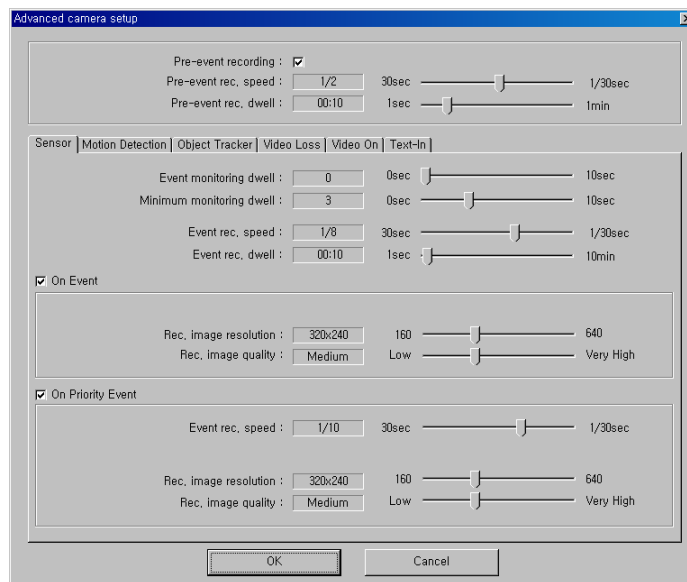 Advanced camera setup
Pre-event recording :
Pre-event rec, speed : 1/2 30sec 1/30sec
Pre-event rec, dwell : 00:10 1sec 1min
Sensor Motion Detection Object Tracker Video Loss Video On Text-In
Event monitoring dwell : 0 0sec 10sec
Minimum monitoring dwell : 3 0sec 10sec
Event rec, speed : 1/8 30sec 1/30sec
Event rec, dwell : 00:10 1sec 10min
On Event
Rec, image resolution : 320x240 160 640
Rec, image quality : Medium Low Very High
On Priority Event
Event rec, speed : 1/10 30sec 1/30sec
Rec, image resolution : 320x240 160 640
Rec, image quality : Medium Low Very High
OK Cancel